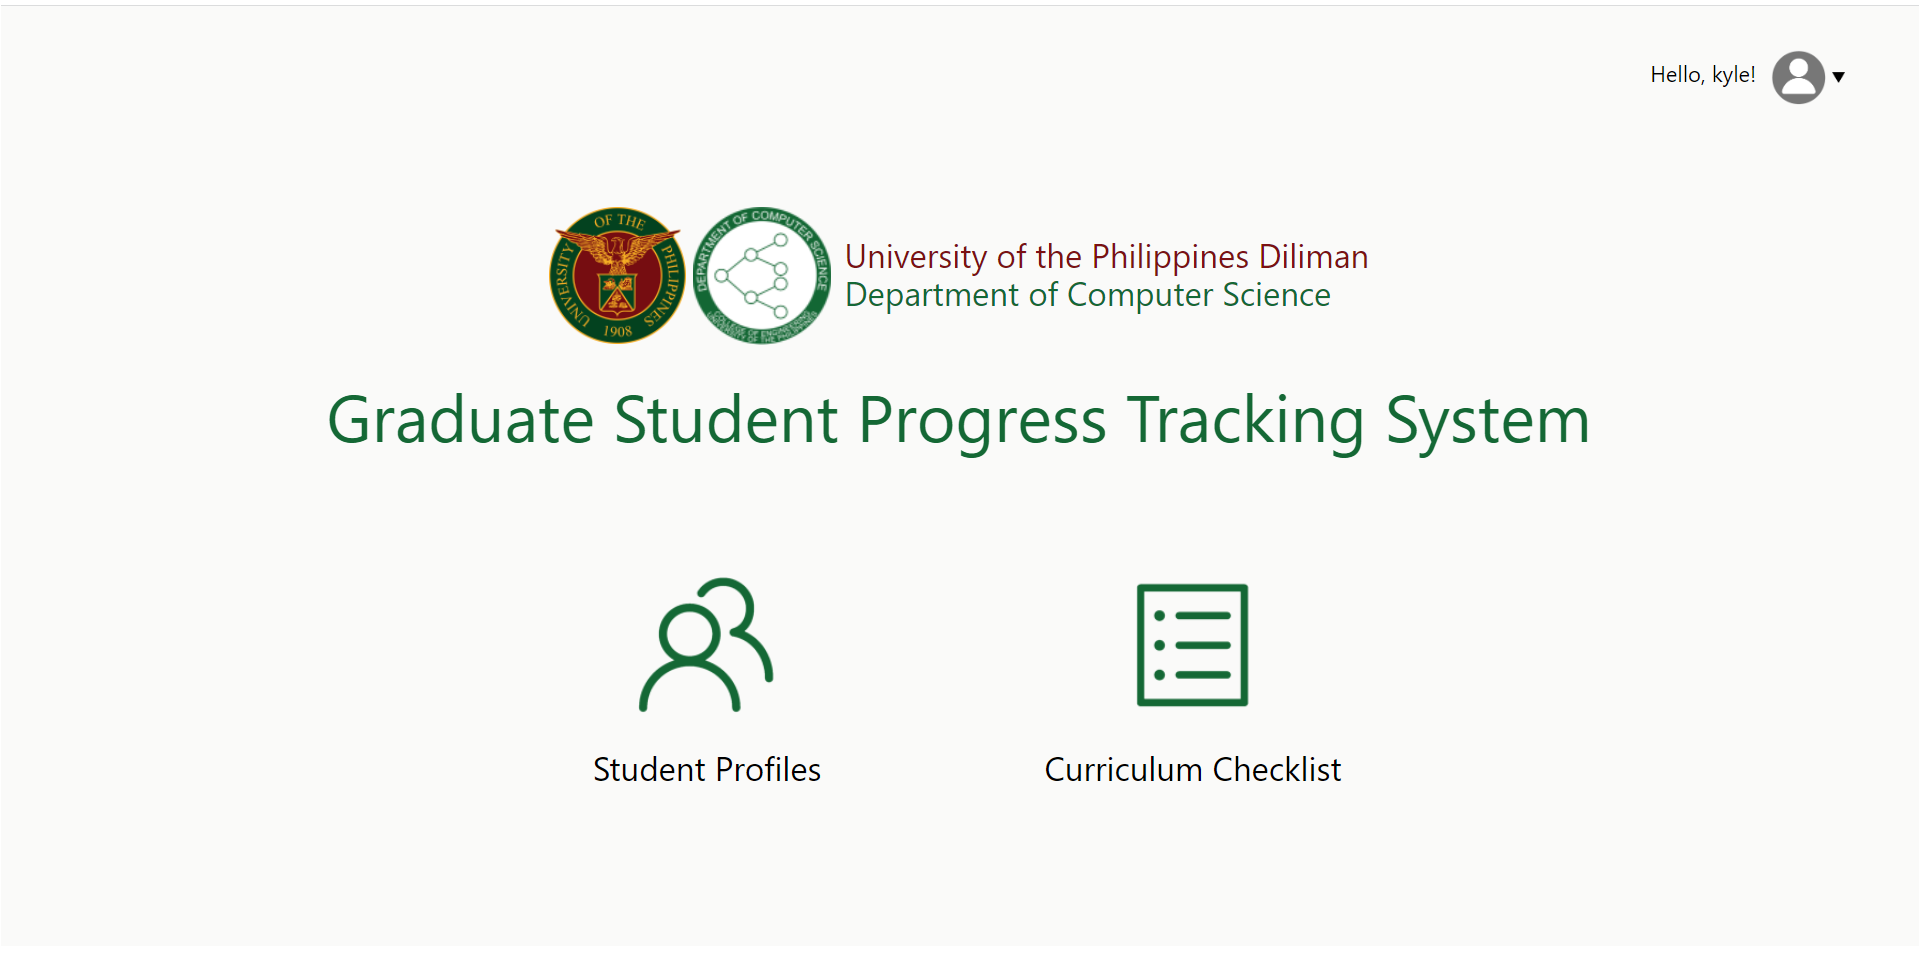 Hello, kyle!
UNIVERSITY OF THE PHILIPPINES
1908
DEPARTMENT OF COMPUTER SCIENCE
COLLEGE OF ENGINEERING
UNIVERSITY OF THE PHILIPPINES
University of the Philippines Diliman
Department of Computer Science
Graduate Student Progress Tracking System
Student Profiles
Curriculum Checklist